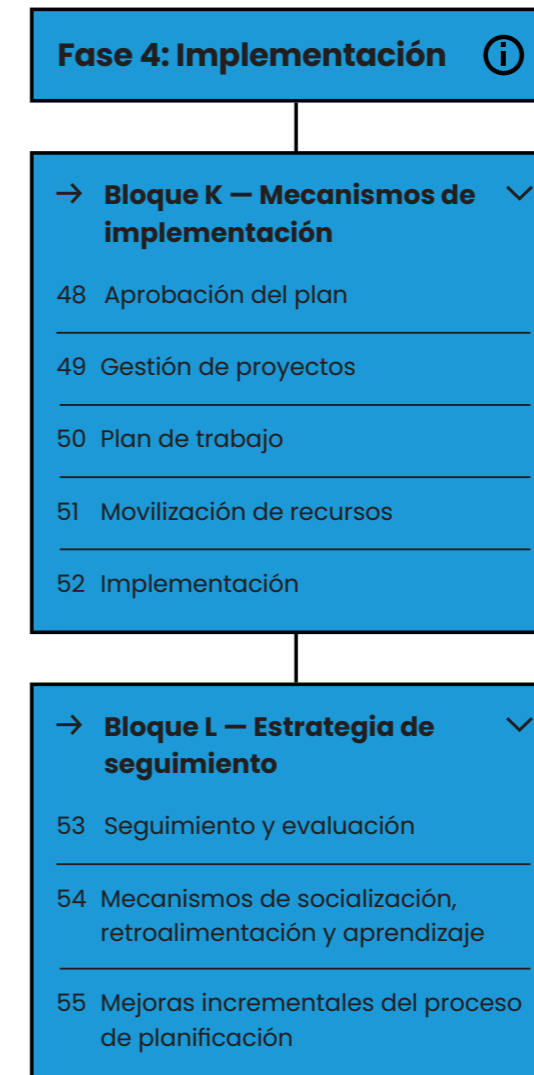 Fase 4: Implementación
→ Bloque K — Mecanismos de
implementación
48 Aprobación del plan
49 Gestión de proyectos
50 Plan de trabajo
51 Movilización de recursos
52 Implementación
→ Bloque L — Estrategia de
seguimiento
53 Seguimiento y evaluación
54 Mecanismos de socialización,
retroalimentación y aprendizaje
55 Mejoras incrementales del proceso
de planificación